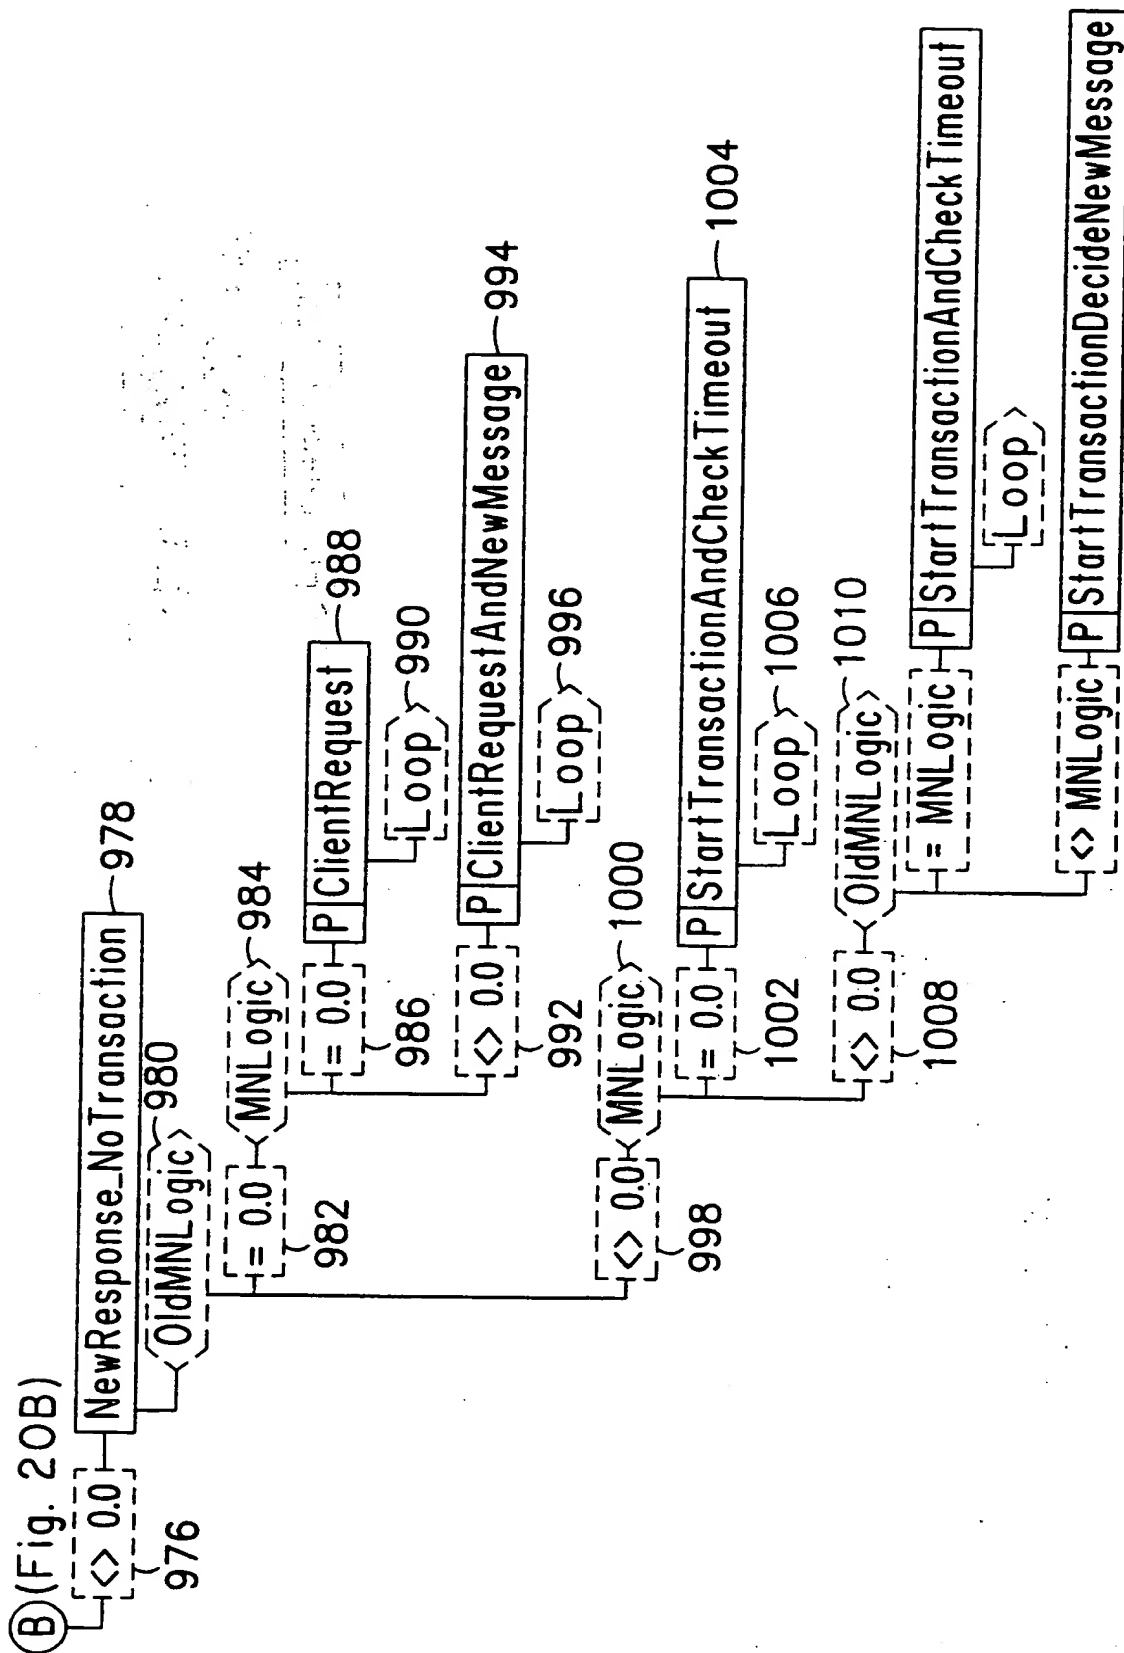 B (Fig. 20B)
<> 0.0
976
NewResponse_NoTransaction
978
OldMNLogic
980
= 0.0
982
MNLogic
984
= 0.0
986
P ClientRequest
988
Loop
990
<> 0.0
992
P ClientRequestAndNewMessage
994
Loop
996
<> 0.0
998
MNLogic
1000
= 0.0
1002
P StartTransactionAndCheckTimeout
1004
Loop
1006
<> 0.0
1008
OldMNLogic
1010
= MNLogic
P StartTransactionAndCheckTimeout
Loop
<> MNLogic
P StartTransactionDecideNewMessage